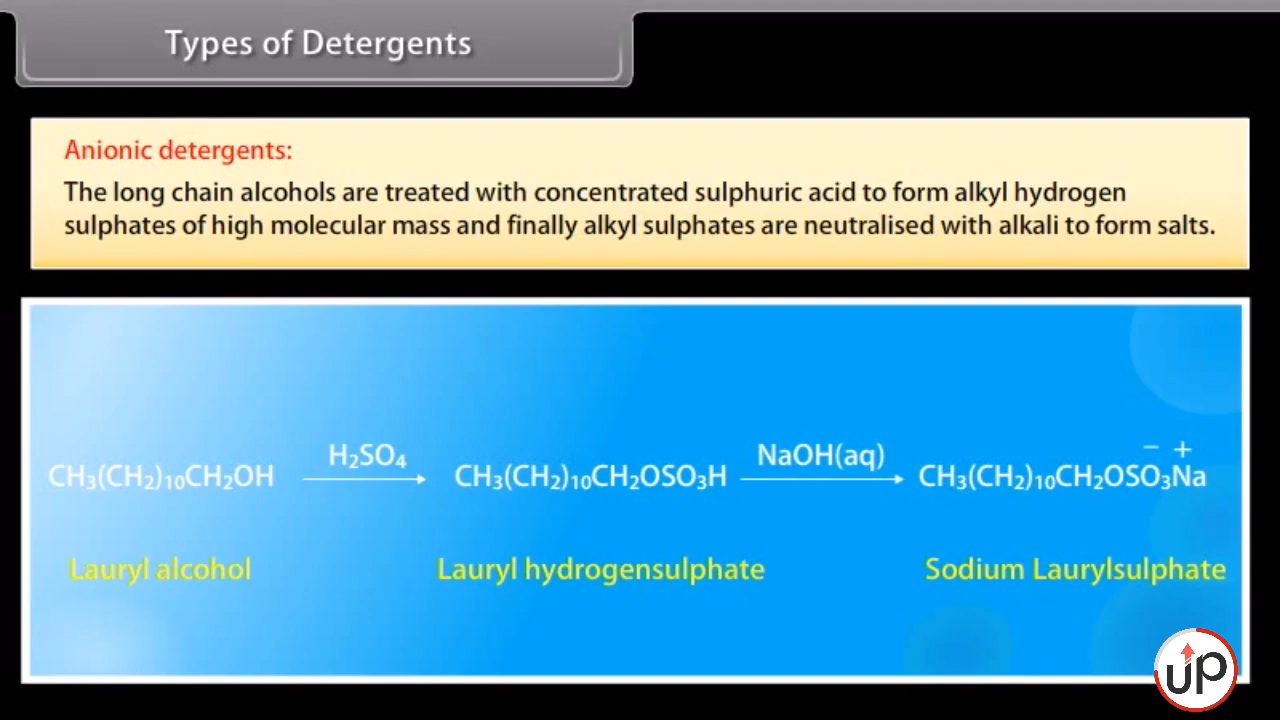 Types of Detergents
Anionic detergents:
The long chain alcohols are treated with concentrated sulphuric acid to form alkyl hydrogen
sulphates of high molecular mass and finally alkyl sulphates are neutralised with alkali to form salts.
CH₃(CH₂)₁₀CH₂OH H₂SO₄ → CH₃(CH₂)₁₀CH₂OSO₃H NaOH(aq) → CH₃(CH₂)₁₀CH₂OSO₃⁻Na⁺
Lauryl alcohol Lauryl hydrogensulphate Sodium Laurylsulphate
UP